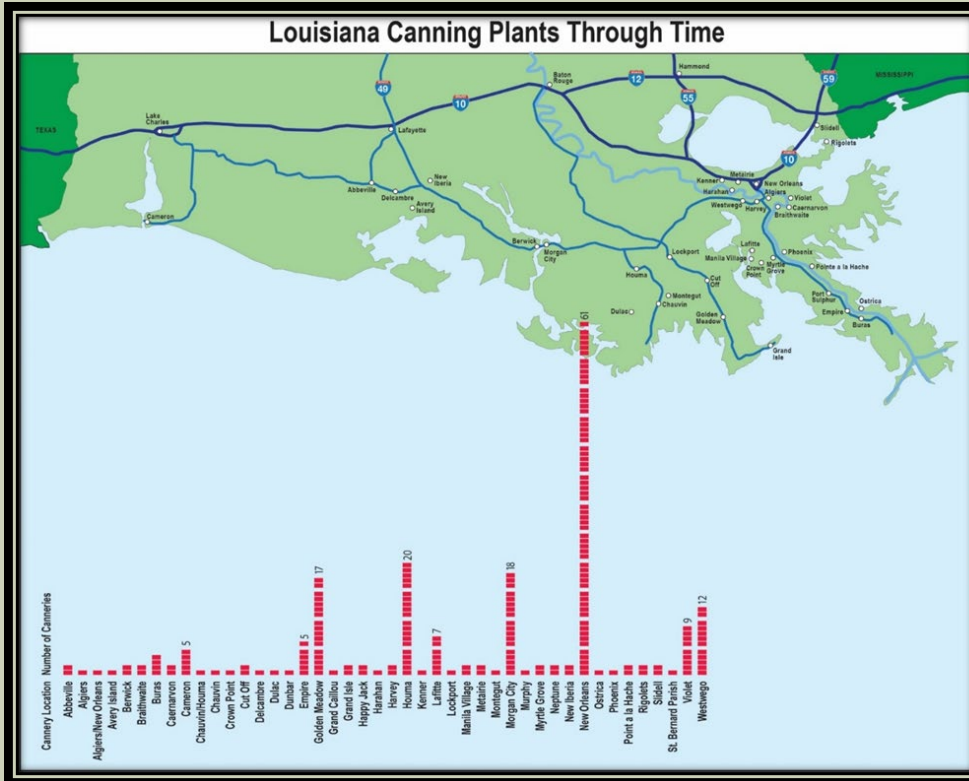 Louisiana Canning Plants Through Time
TEXAS
MISSISSIPPI
49
10
12
55
59
10
Lake
Charles
Lafayette
Baton
Rouge
Hammond
Slidell
Rigolets
Abbeville
Delcambre
New
Iberia
Avery
Island
Cameron
Kenner
Metairie
New Orleans
Algiers
Harahan
Westwego
Harvey
Violet
Caernarvon
Braithwaite
Berwick
Morgan
City
Lockport
Lafitte
Manila Village
Crown
Point
Myrtle
Grove
Phoenix
Pointe a la Hache
Houma
Cut
Off
Montegut
Chauvin
Dulac
Golden
Meadow
Port
Sulphur
Ostrica
Empire
Buras
Grand
Isle
Number of Canneries
5
5
17
20
7
18
61
9
12
Cannery Location
Abbeville
Algiers
Algiers/New Orleans
Avery Island
Berwick
Braithwaite
Buras
Caernarvon
Cameron
Chauvin/Houma
Chauvin
Crown Point
Cut Off
Delcambre
Dulac
Dunbar
Empire
Golden Meadow
Grand Caillou
Grand Isle
Happy Jack
Harahan
Harvey
Houma
Kenner
Lafitte
Lockport
Manila Village
Metairie
Montegut
Morgan City
Murphy
Myrtle Grove
Neptune
New Iberia
New Orleans
Ostrica
Phoenix
Point a la Hache
Rigolets
Slidell
St. Bernard Parish
Violet
Westwego